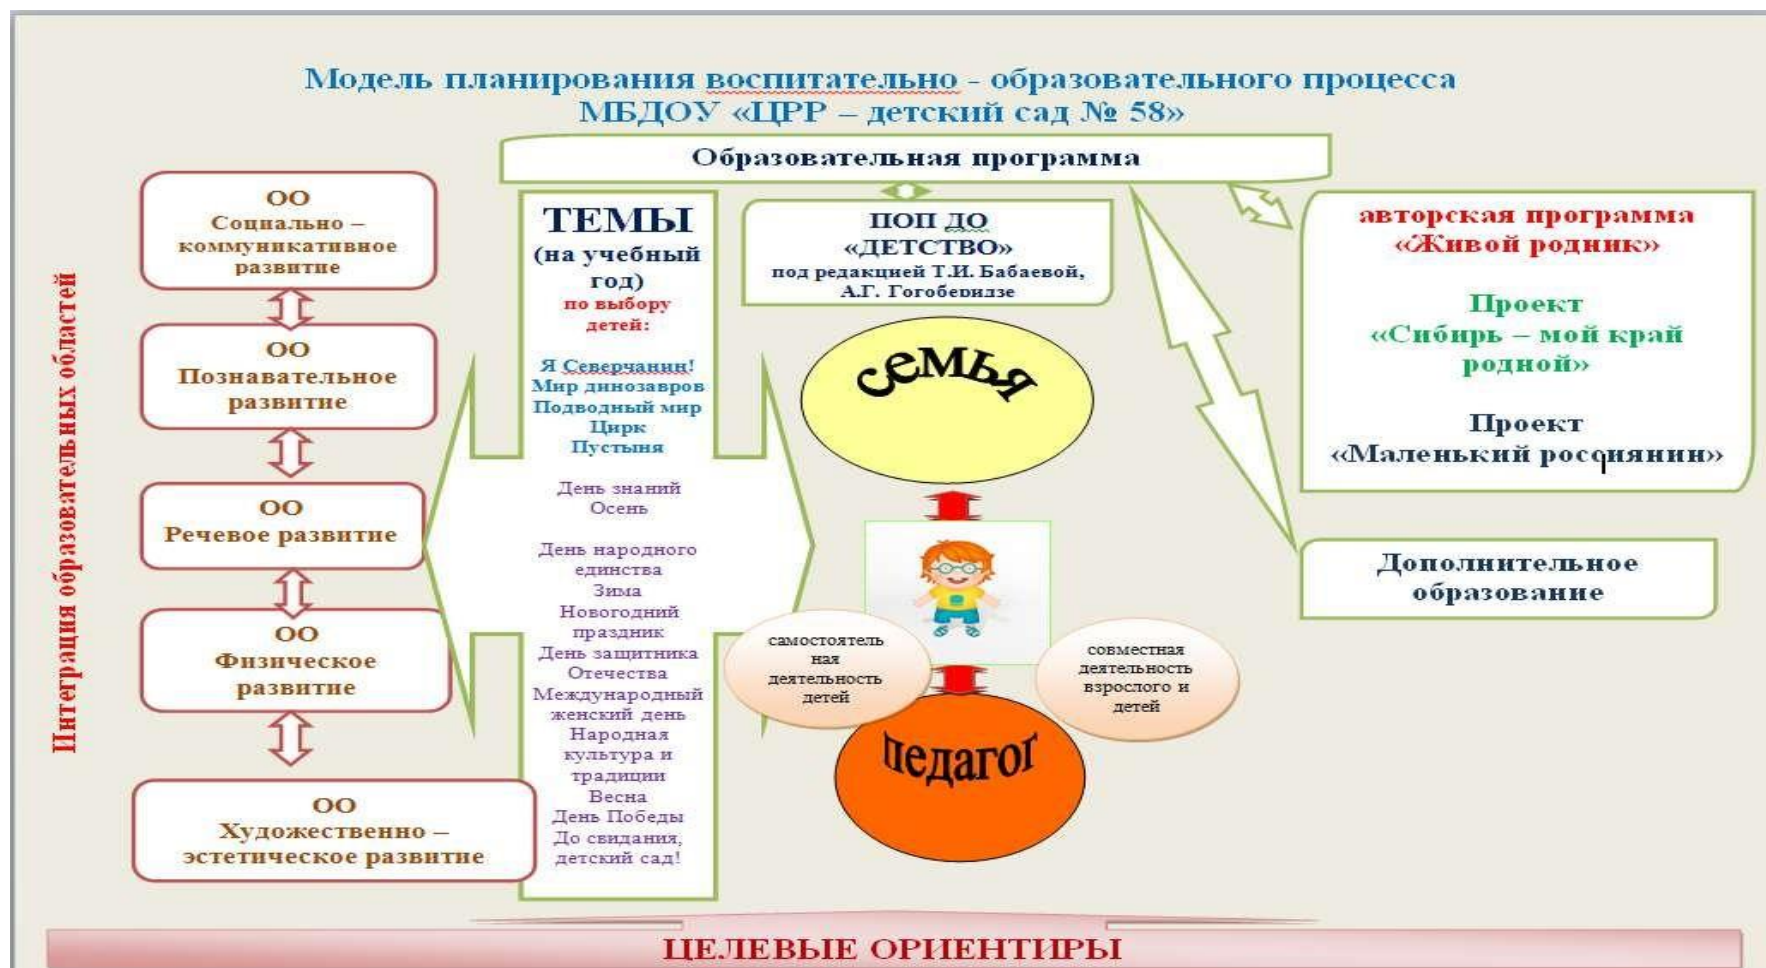 Модель планирования воспитательно - образовательного процесса
МБДОУ «ЦРР – детский сад № 58»
Образовательная программа
Интеграция образовательных областей
ОО
Социально –
коммуникативное
развитие
ОО
Познавательное
развитие
ОО
Речевое развитие
ОО
Физическое
развитие
ОО
Художественно –
эстетическое развитие
ТЕМЫ
(на учебный
год)
по выбору
детей:
Я Северчанин!
Мир динозавров
Подводный мир
Цирк
Пустыня
День знаний
Осень
День народного
единства
Зима
Новогодний
праздник
День защитника
Отечества
Международный
женский день
Народная
культура и
традиции
Весна
День Победы
До свидания,
детский сад!
ПОП ДО
«ДЕТСТВО»
под редакцией Т.И. Бабаевой,
А.Г. Гогоберидзе
семья
самостоятель
ная
деятельность
детей
совместная
деятельность
взрослого и
детей
педагог
авторская программа
«Живой родник»
Проект
«Сибирь – мой край
родной»
Проект
«Маленький россиянин»
Дополнительное
образование
ЦЕЛЕВЫЕ ОРИЕНТИРЫ